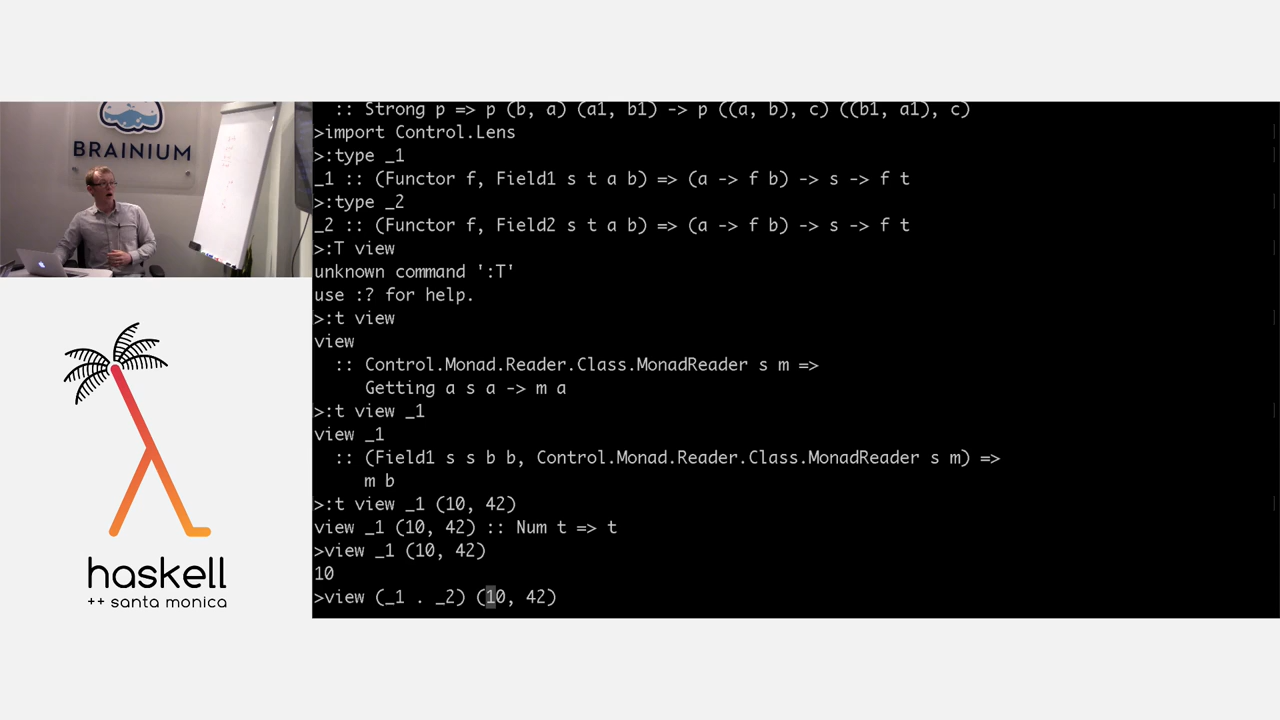 BRAINIUM
haskell
++ santa monica
:: Strong p => p (b, a) (a1, b1) -> p ((a, b), c) ((b1, a1), c)
>import Control.Lens
>:type _1
_1 :: (Functor f, Field1 s t a b) => (a -> f b) -> s -> f t
>:type _2
_2 :: (Functor f, Field2 s t a b) => (a -> f b) -> s -> f t
>:T view
unknown command ':T'
use :? for help.
>:t view
view
:: Control.Monad.Reader.Class.MonadReader s m =>
Getting a s a -> m a
>:t view _1
view _1
:: (Field1 s s b b, Control.Monad.Reader.Class.MonadReader s m) =>
m b
>:t view _1 (10, 42)
view _1 (10, 42) :: Num t => t
>view _1 (10, 42)
10
>view (_1 . _2) (10, 42)